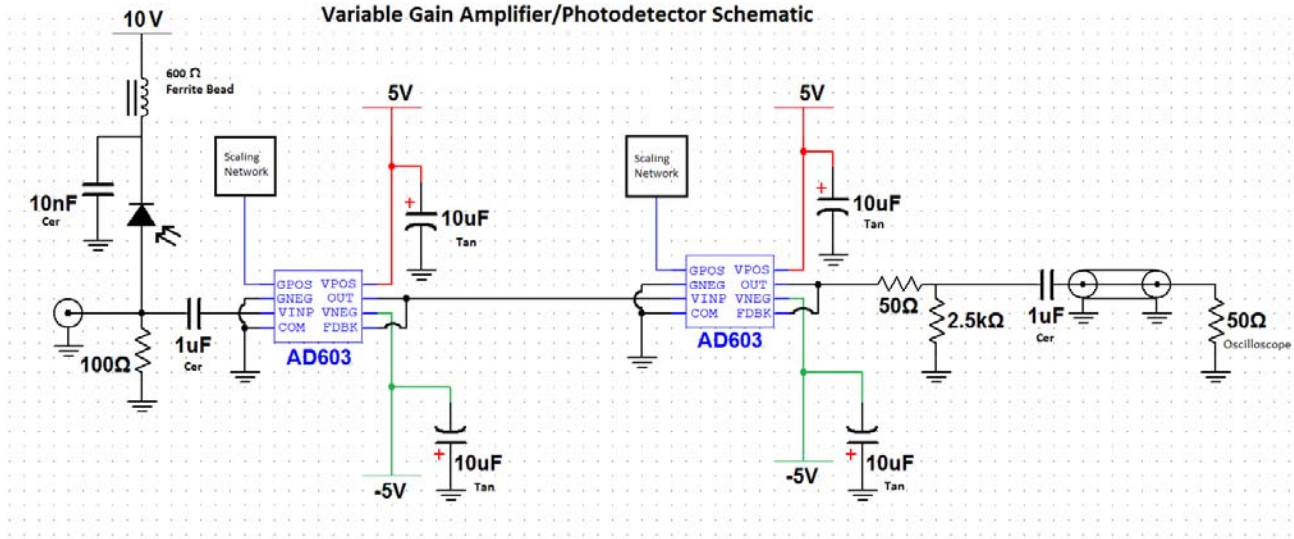 Variable Gain Amplifier/Photodetector Schematic
10 V
600 Ω
Ferrite Bead
10nF
Cer
100Ω
1uF
Cer
Scaling
Network
5V
+
10uF
Tan
GPOS VPOS
GNEG OUT
VINP VNEG
COM FDBK
AD603
-5V
+
10uF
Tan
Scaling
Network
5V
+
10uF
Tan
GPOS VPOS
GNEG OUT
VINP VNEG
COM FDBK
AD603
-5V
+
10uF
Tan
50Ω
2.5kΩ
1uF
Cer
50Ω
Oscilloscope